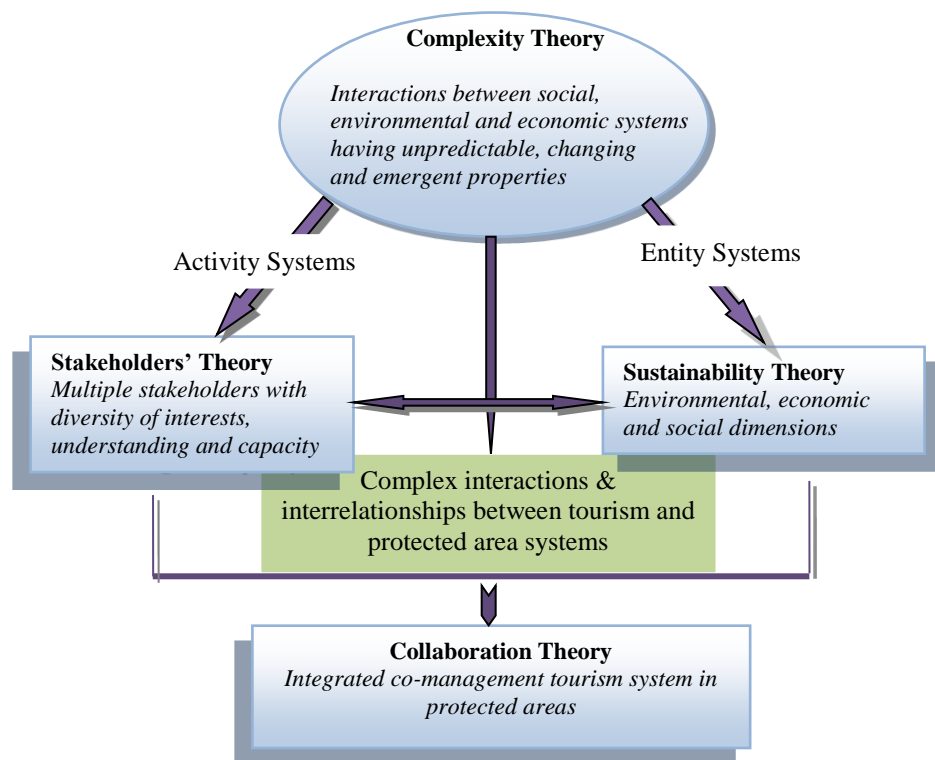 Complexity Theory
Interactions between social,
environmental and economic systems
having unpredictable, changing
and emergent properties
Activity Systems
Entity Systems
Stakeholders’ Theory
Multiple stakeholders with
diversity of interests,
understanding and capacity
Sustainability Theory
Environmental, economic
and social dimensions
Complex interactions &
interrelationships between tourism and
protected area systems
Collaboration Theory
Integrated co-management tourism system in
protected areas